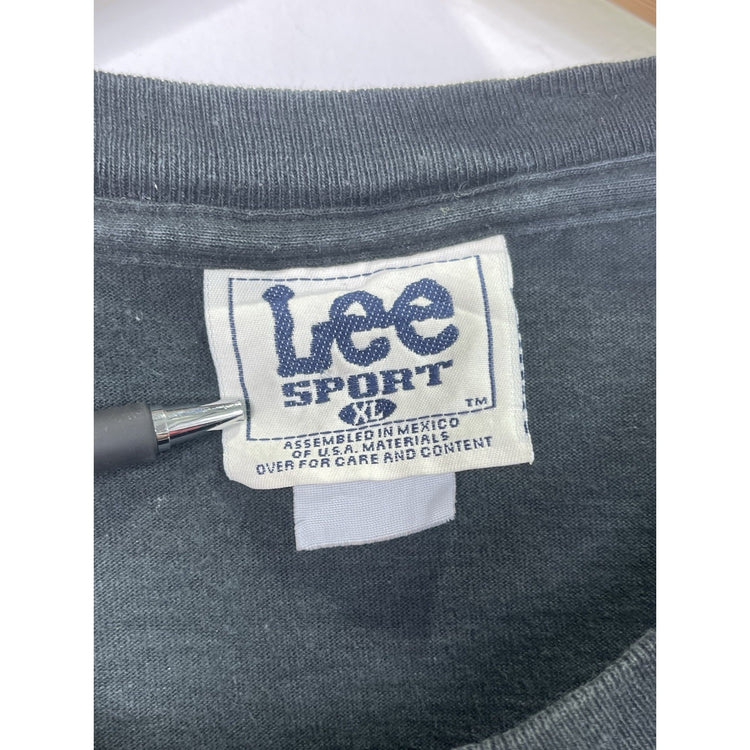 Lee
SPORT
XL
TM
ASSEMBLED IN MEXICO
OF U.S.A. MATERIALS
OVER FOR CARE AND CONTENT